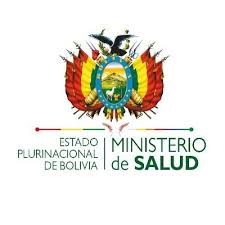 ESTADO
PLURINACIONAL
DE BOLIVIA
MINISTERIO
de SALUD